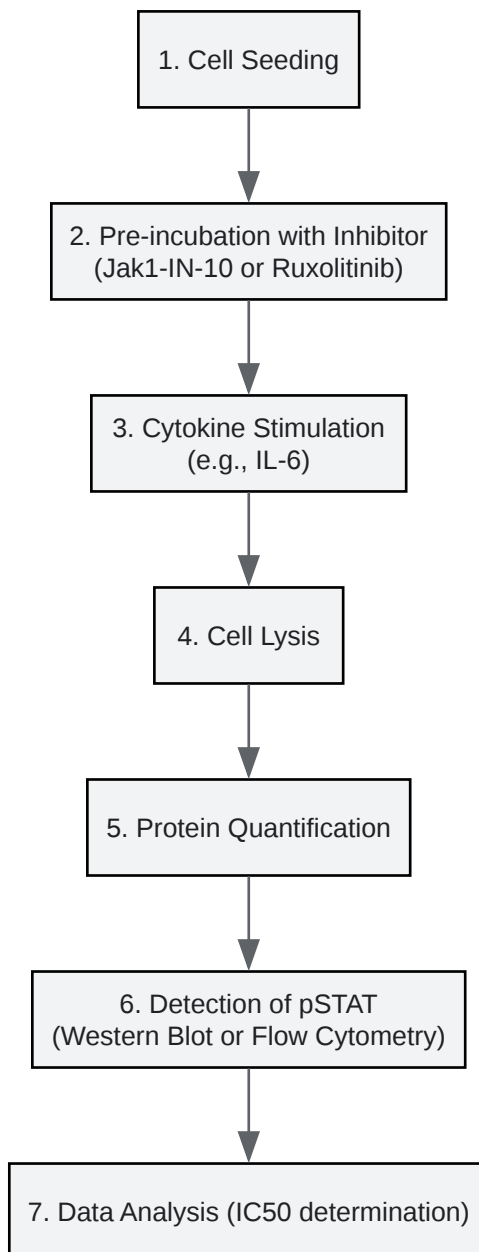 1. Cell Seeding
2. Pre-incubation with Inhibitor
(Jak1-IN-10 or Ruxolitinib)
3. Cytokine Stimulation
(e.g., IL-6)
4. Cell Lysis
5. Protein Quantification
6. Detection of pSTAT
(Western Blot or Flow Cytometry)
7. Data Analysis (IC50 determination)